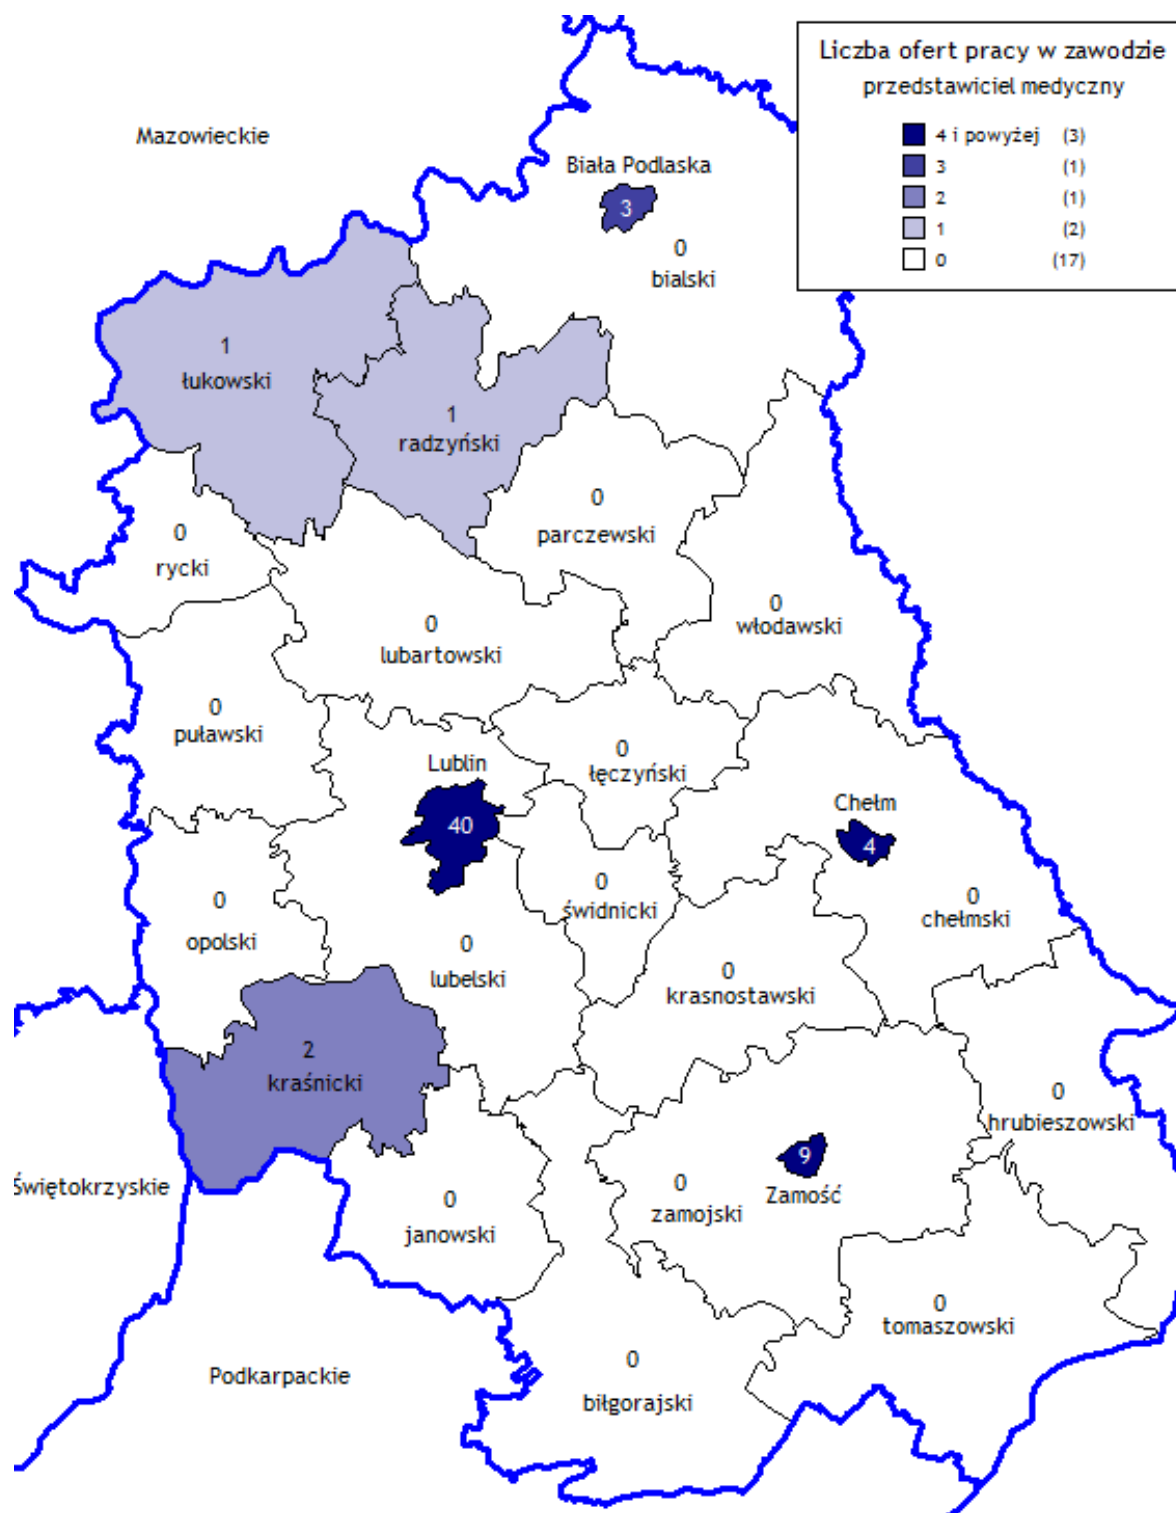 Liczba ofert pracy w zawodzie
przedstawiciel medyczny
4 i powyżej (3)
3 (1)
2 (1)
1 (2)
0 (17)
Mazowieckie
Biała Podlaska
3
0
bialski
1
łukowski
1
radzyński
0
parczewski
0
rycki
0
włodawski
0
lubartowski
0
puławski
0
łęczyński
Lublin
40
Chełm
4
0
świdnicki
0
opolski
0
chełmski
0
lubelski
0
krasnostawski
2
kraśnicki
0
hrubieszowski
9
Zamość
0
zamojski
Świętokrzyskie
0
janowski
0
tomaszowski
Podkarpackie
0
biłgorajski